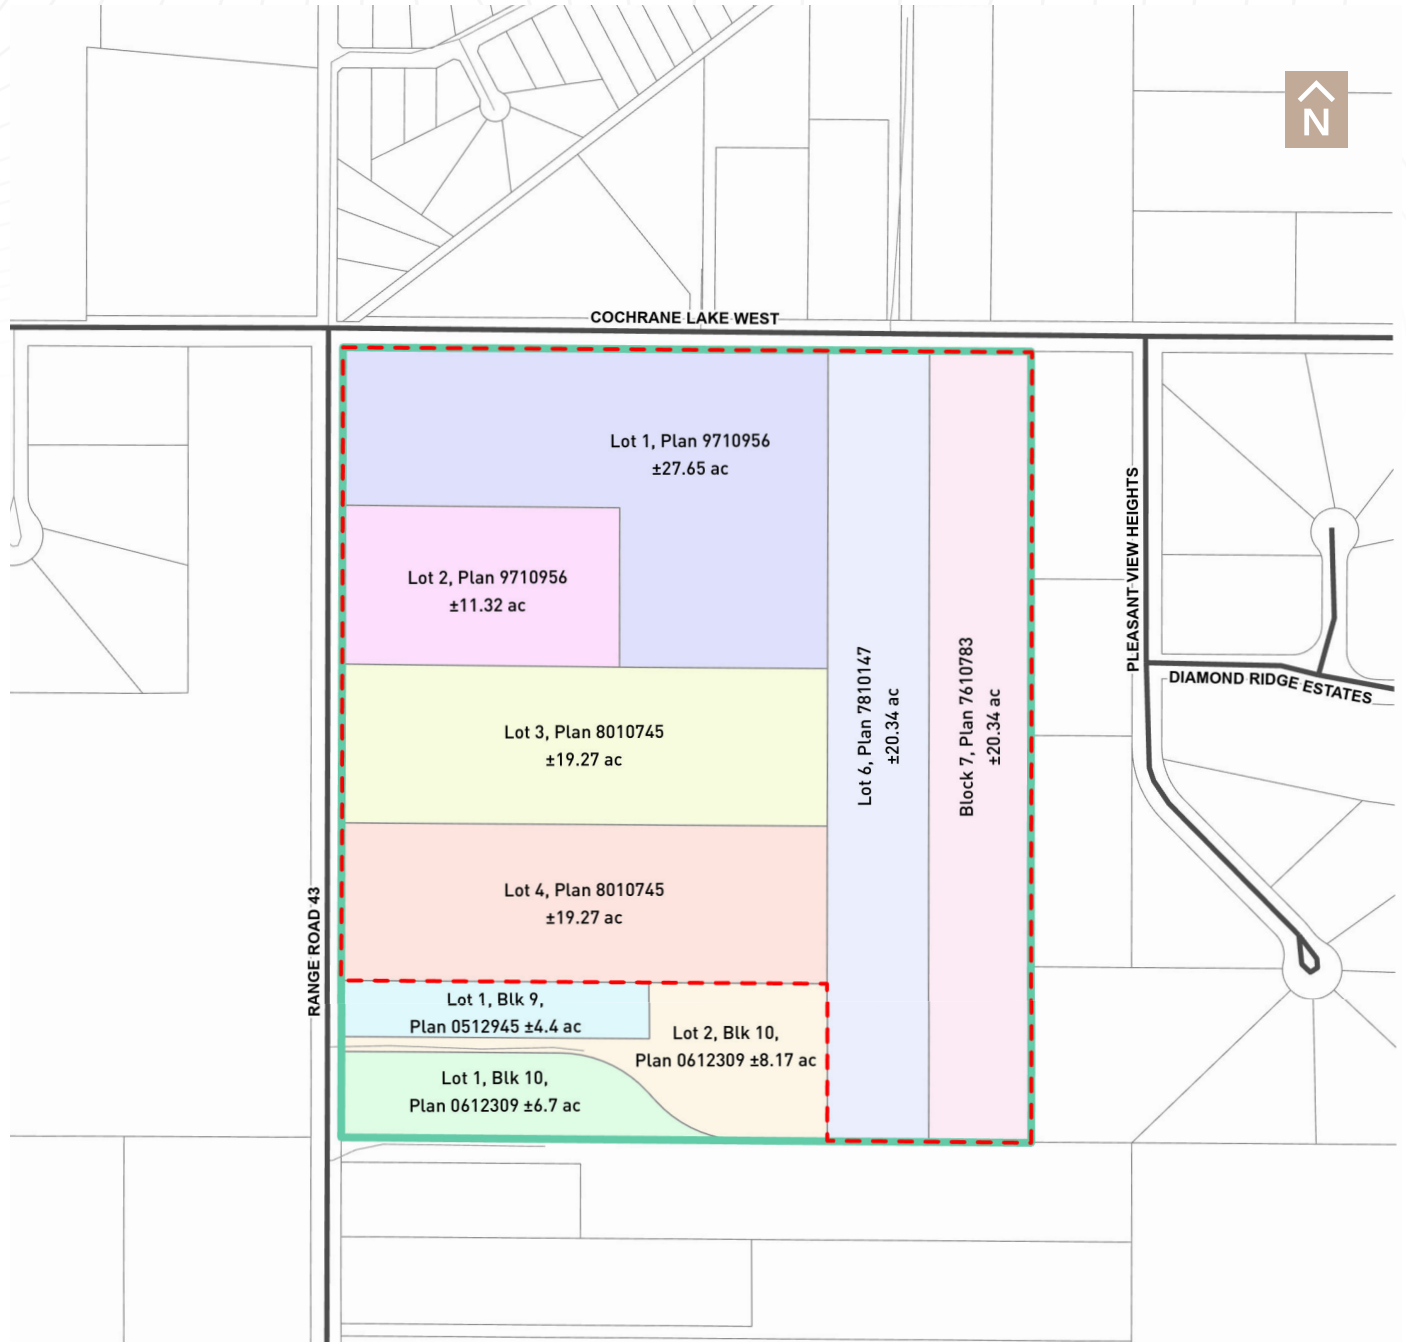 N
COCHRANE LAKE WEST
Lot 1, Plan 9710956
±27.65 ac
Lot 2, Plan 9710956
±11.32 ac
Lot 3, Plan 8010745
±19.27 ac
Lot 4, Plan 8010745
±19.27 ac
Lot 6, Plan 7810147
±20.34 ac
Block 7, Plan 7610783
±20.34 ac
PLEASANT VIEW HEIGHTS
DIAMOND RIDGE ESTATES
RANGE ROAD 43
Lot 1, Blk 9,
Plan 0512945 ±4.4 ac
Lot 2, Blk 10,
Plan 0612309 ±8.17 ac
Lot 1, Blk 10,
Plan 0612309 ±6.7 ac